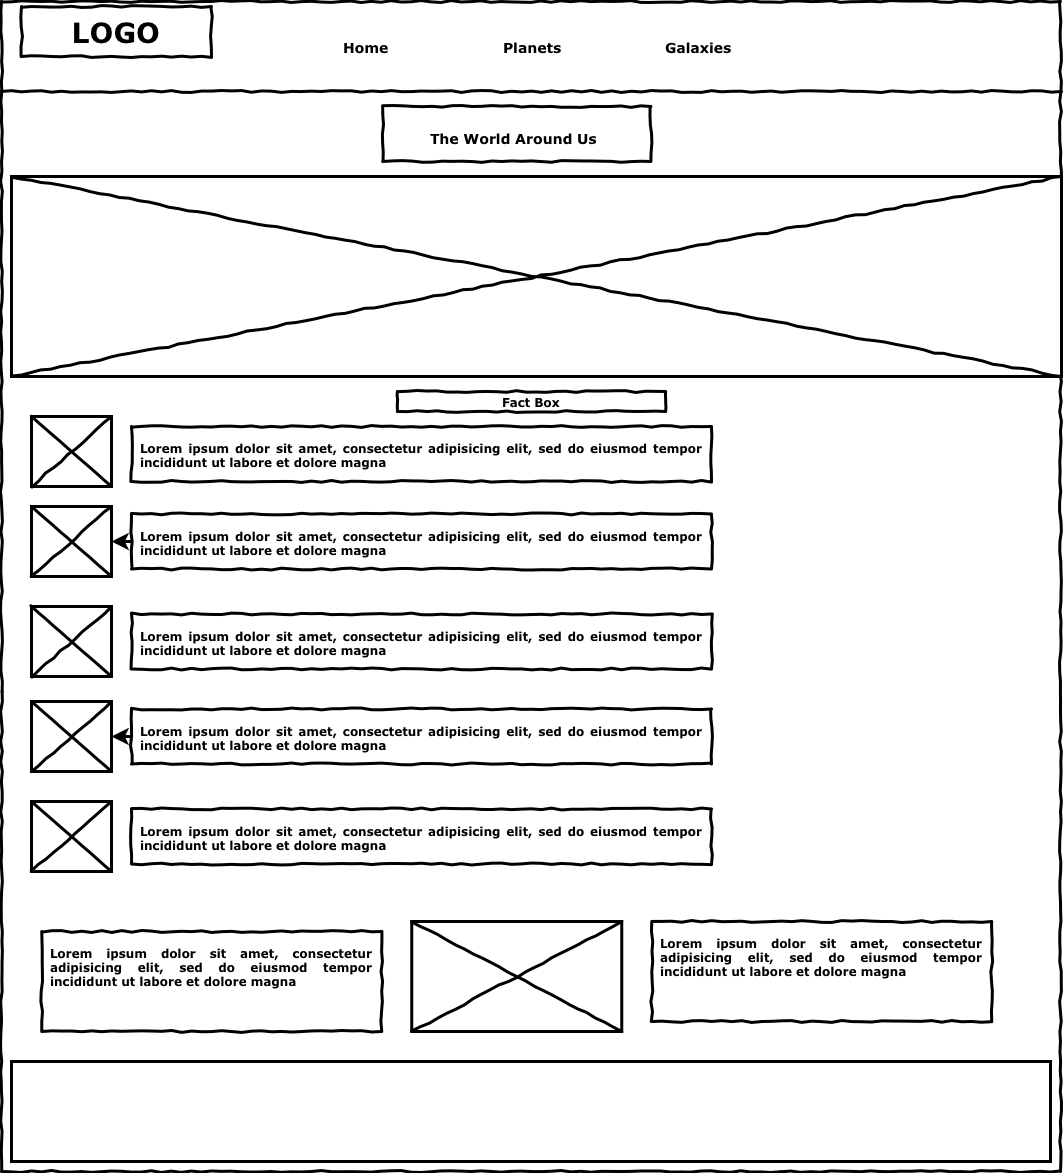 LOGO
Home Planets Galaxies
The World Around Us
Fact Box
Lorem ipsum dolor sit amet, consectetur adipisicing elit, sed do eiusmod tempor
incididunt ut labore et dolore magna
Lorem ipsum dolor sit amet, consectetur adipisicing elit, sed do eiusmod tempor
incididunt ut labore et dolore magna
Lorem ipsum dolor sit amet, consectetur adipisicing elit, sed do eiusmod tempor
incididunt ut labore et dolore magna
Lorem ipsum dolor sit amet, consectetur adipisicing elit, sed do eiusmod tempor
incididunt ut labore et dolore magna
Lorem ipsum dolor sit amet, consectetur adipisicing elit, sed do eiusmod tempor
incididunt ut labore et dolore magna
Lorem ipsum dolor sit amet, consectetur
adipisicing elit, sed do eiusmod tempor
incididunt ut labore et dolore magna
Lorem ipsum dolor sit amet, consectetur
adipisicing elit, sed do eiusmod tempor
incididunt ut labore et dolore magna